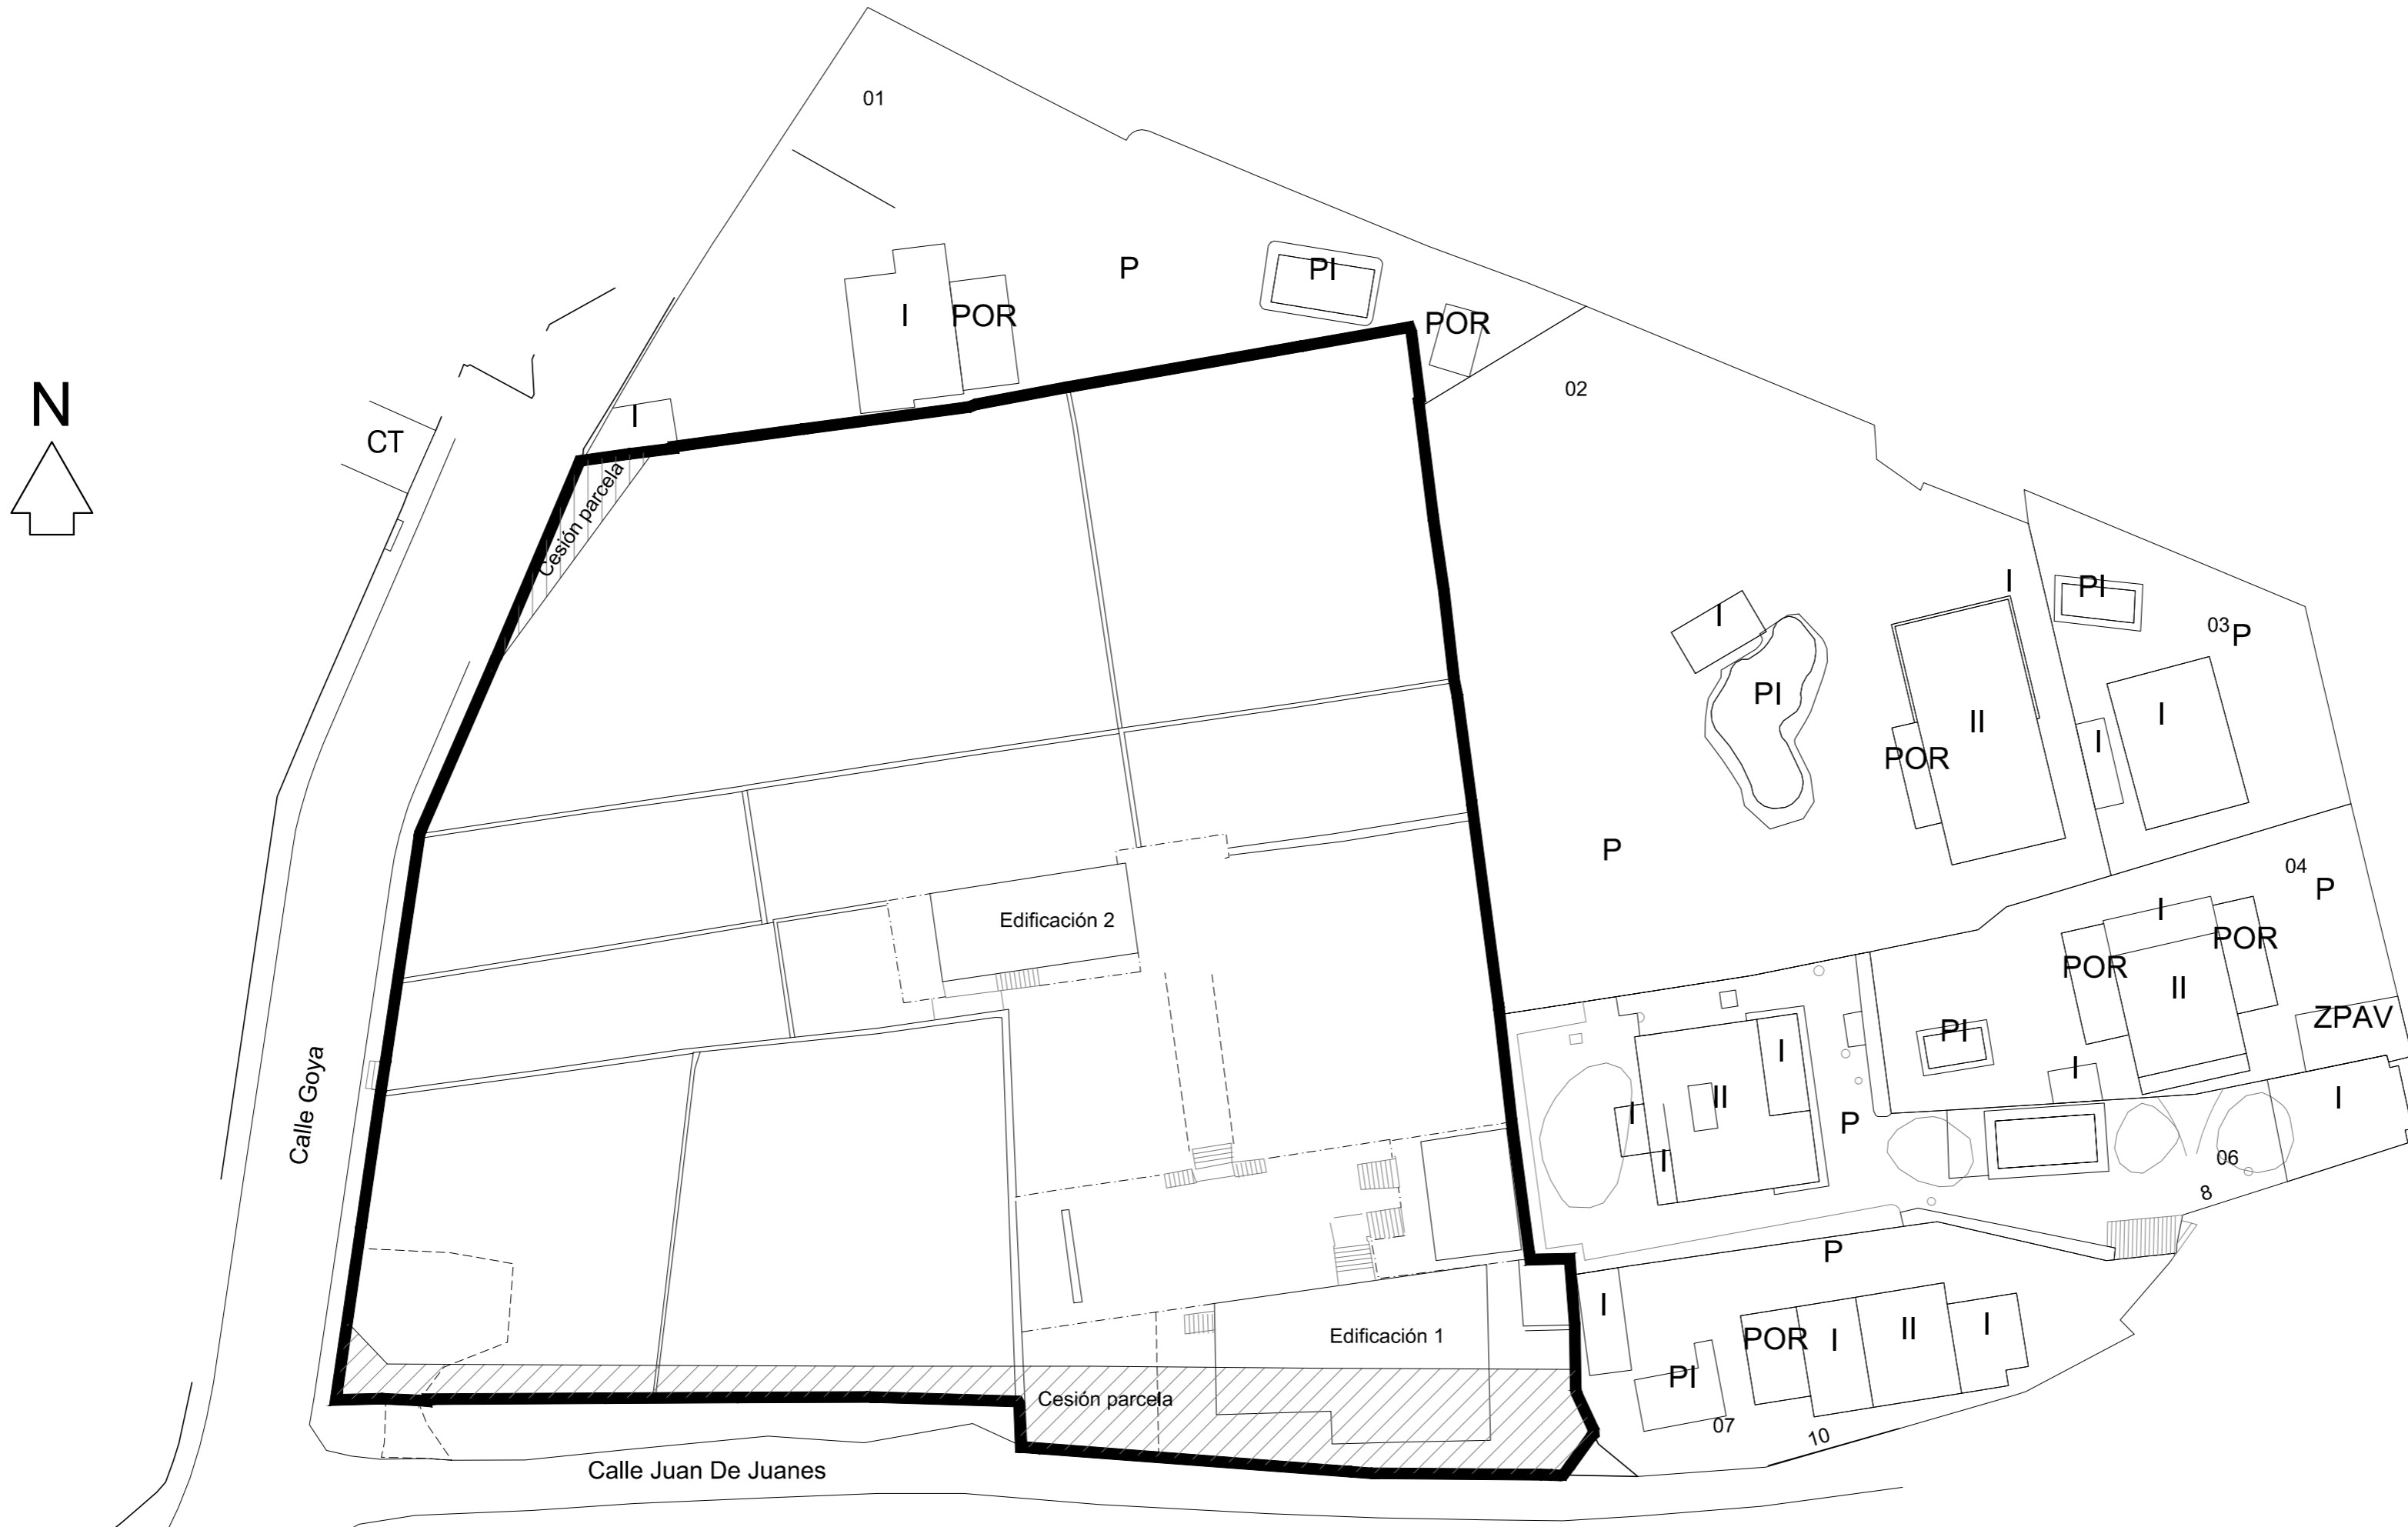 01
P
PI
I
POR
POR
02
N
CT
I
Cesión parcela
I
I
PI
03
P
PI
I
II
I
POR
P
04
P
Edificación 2
I
POR
POR
II
ZPAV
PI
I
I
II
I
I
P
I
I
Calle Goya
06
8
P
I
Edificación 1
POR
I
II
I
PI
Cesión parcela
07
10
Calle Juan De Juanes